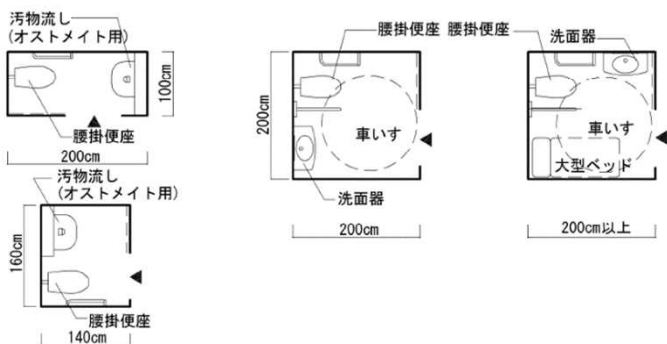 汚物流し
(オストメイト用)
腰掛便座
100cm
200cm
汚物流し
(オストメイト用)
160cm
腰掛便座
140cm
腰掛便座
200cm
車いす
洗面器
200cm
腰掛便座
洗面器
車いす
大型ベッド
200cm以上